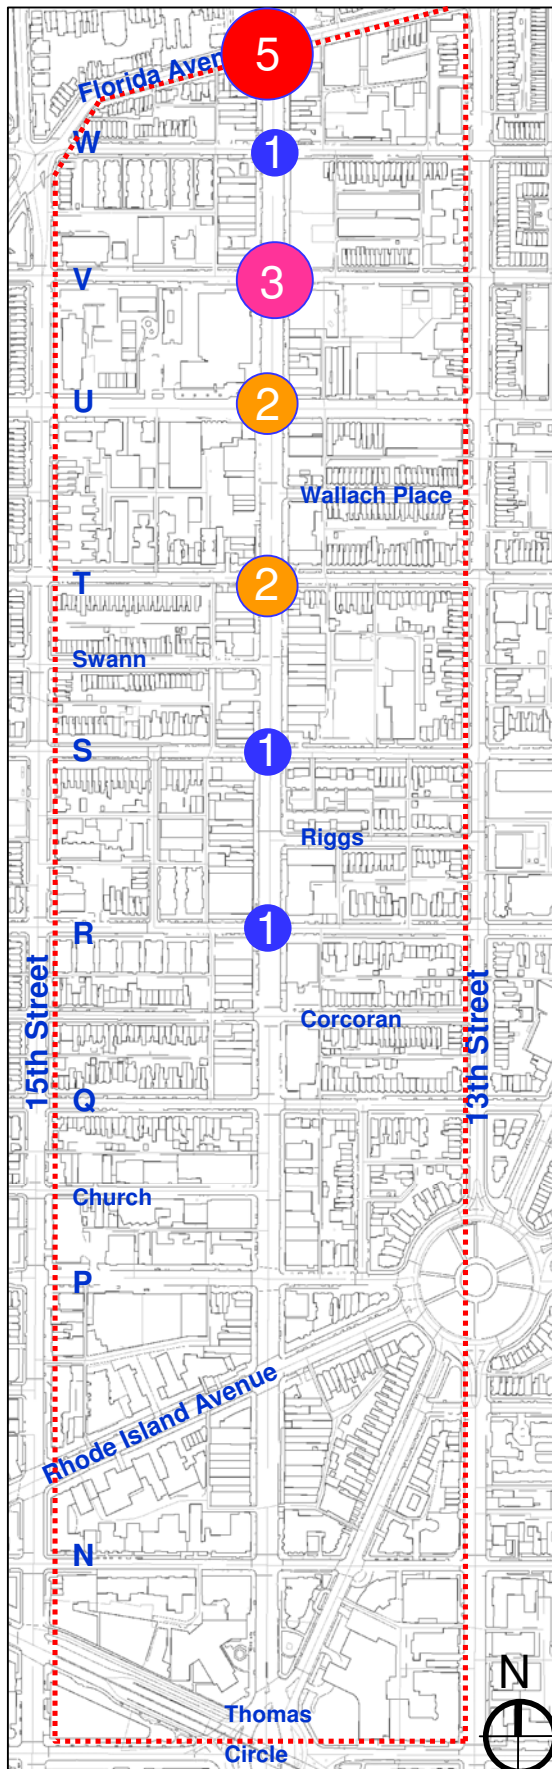 5
Florida Aven
W
1
V
3
U
2
Wallach Place
T
2
Swann
S
1
Riggs
R
1
15th Street
13th Street
Corcoran
Q
Church
P
Rhode Island Avenue
N
N
Thomas
Circle